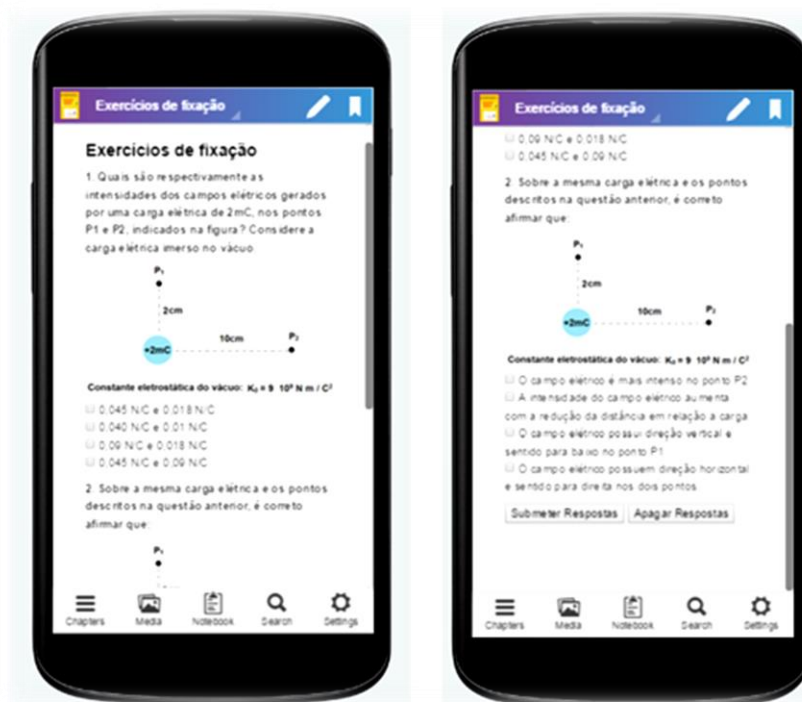 Exercícios de fixação
Exercícios de fixação
1. Quais são respectivamente as
intensidades dos campos elétricos gerados
por uma carga elétrica de 2mC, nos pontos
P1 e P2, indicados na figura? Considere a
carga elétrica imerso no vácuo.
P₁
2cm
+2mC
10cm
P₂
Constante eletrostática do vácuo: K₀ = 9 10⁹ N m / C²
0,045 N/C e 0,018 N/C
0,040 N/C e 0,01 N/C
0,09 N/C e 0,018 N/C
0,045 N/C e 0,09 N/C
2. Sobre a mesma carga elétrica e os pontos
descritos na questão anterior, é correto
afirmar que:
P₁
Chapters Media Notebook Search Settings
Exercícios de fixação
0,09 N/C e 0,018 N/C
0,045 N/C e 0,09 N/C
2. Sobre a mesma carga elétrica e os pontos
descritos na questão anterior, é correto
afirmar que:
P₁
2cm
+2mC
10cm
P₂
Constante eletrostática do vácuo: K₀ = 9 10⁹ N m / C²
O campo elétrico é mais intenso no ponto P2
A intensidade do campo elétrico aumenta
com a redução da distância em relação a carga
O campo elétrico possui direção vertical e
sentido para baixo no ponto P1
O campo elétrico possuem direção horizontal
e sentido para direita nos dois pontos
Submeter Respostas Apagar Respostas
Chapters Media Notebook Search Settings